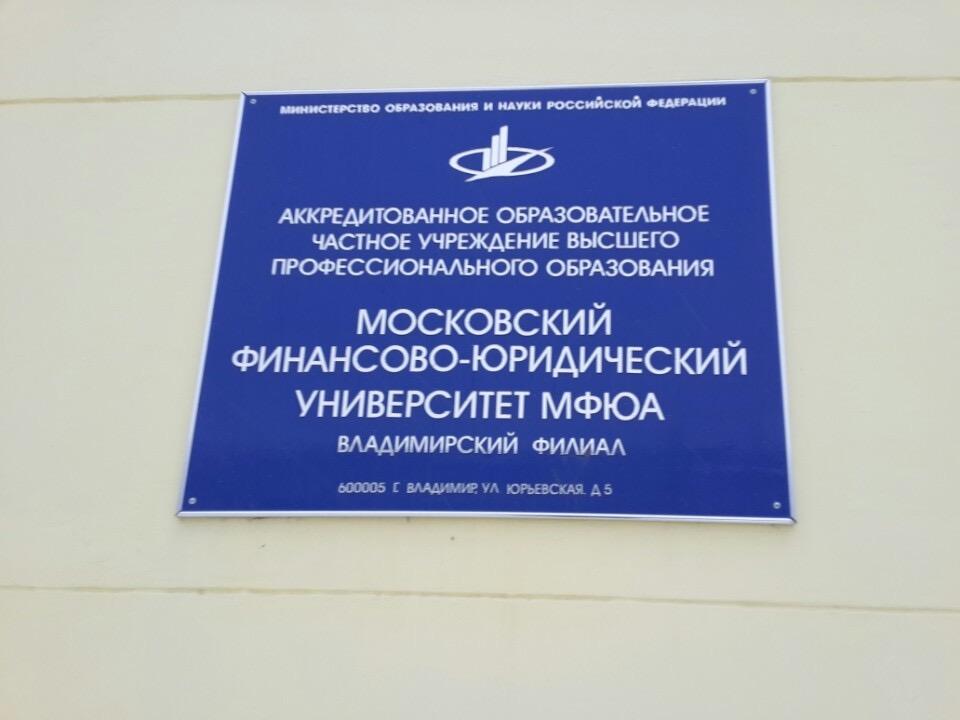 МИНИСТЕРСТВО ОБРАЗОВАНИЯ И НАУКИ РОССИЙСКОЙ ФЕДЕРАЦИИ
АККРЕДИТОВАННОЕ ОБРАЗОВАТЕЛЬНОЕ
ЧАСТНОЕ УЧРЕЖДЕНИЕ ВЫСШЕГО
ПРОФЕССИОНАЛЬНОГО ОБРАЗОВАНИЯ
МОСКОВСКИЙ
ФИНАНСОВО-ЮРИДИЧЕСКИЙ
УНИВЕРСИТЕТ МФЮА
ВЛАДИМИРСКИЙ ФИЛИАЛ
600005 Г. ВЛАДИМИР, УЛ. ЮРЬЕВСКАЯ. Д 5